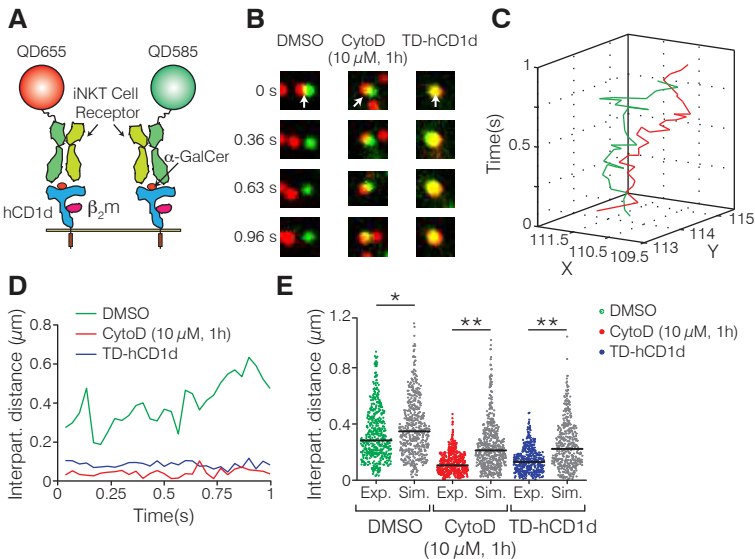 A
QD655
QD585
iNKT Cell
Receptor
α-GalCer
hCD1d
β2m
B
DMSO
CytoD
(10 µM, 1h)
TD-hCD1d
0 s
0.36 s
0.63 s
0.96 s
C
Time(s)
1
0.5
0
111.5
110.5
109.5
X
113
114
115
Y
D
DMSO
CytoD (10 µM, 1h)
TD-hCD1d
Interpart. distance (µm)
0.8
0.6
0.4
0.2
0
0
0.25
0.5
0.75
1
Time(s)
E
Interpart. distance (µm)
1.2
0.8
0.4
0
*
**
**
DMSO
CytoD (10 µM, 1h)
TD-hCD1d
Exp. Sim. Exp. Sim. Exp. Sim.
DMSO
CytoD
(10 µM, 1h)
TD-hCD1d